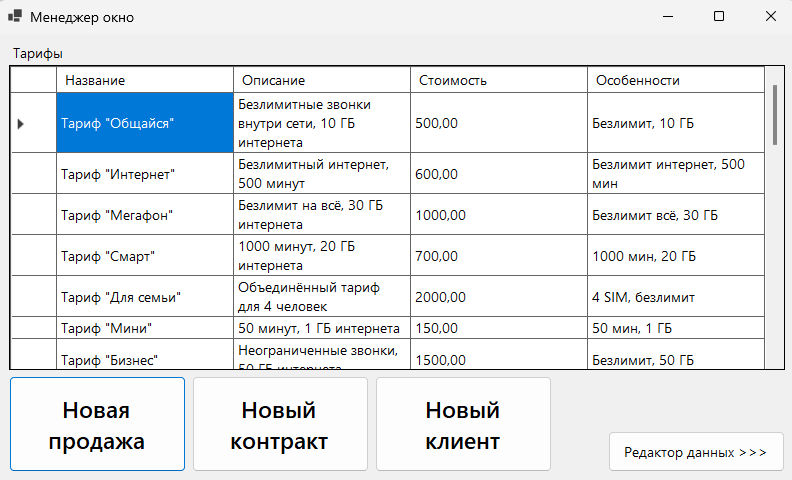 Менеджер окно
Тарифы
Название Описание Стоимость Особенности
Тариф "Общайся" Безлимитные звонки внутри сети, 10 ГБ интернета 500,00 Безлимит, 10 ГБ
Тариф "Интернет" Безлимитный интернет, 500 минут 600,00 Безлимит интернет, 500 мин
Тариф "Мегафон" Безлимит на всё, 30 ГБ интернета 1000,00 Безлимит всё, 30 ГБ
Тариф "Смарт" 1000 минут, 20 ГБ интернета 700,00 1000 мин, 20 ГБ
Тариф "Для семьи" Объединённый тариф для 4 человек 2000,00 4 SIM, безлимит
Тариф "Мини" 50 минут, 1 ГБ интернета 150,00 50 мин, 1 ГБ
Тариф "Бизнес" Неограниченные звонки, 50 ГБ интернета 1500,00 Безлимит, 50 ГБ
Новая
продажа
Новый
контракт
Новый
клиент
Редактор данных >>>